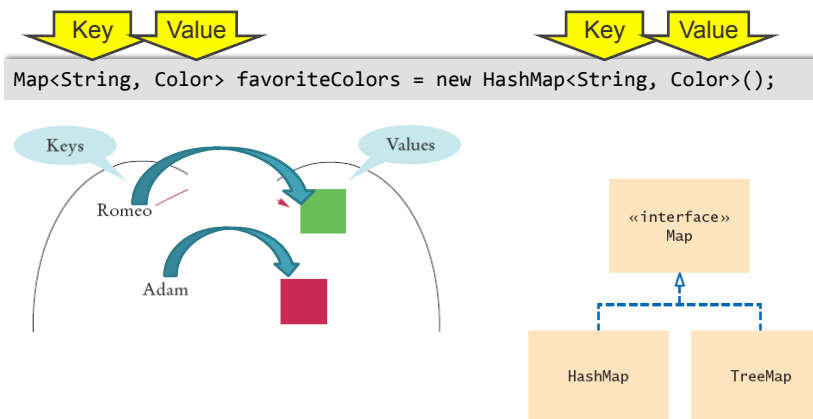 Key Value Key Value
Map<String, Color> favoriteColors = new HashMap<String, Color>();
Keys Values
Romeo
Adam
«interface»
Map
HashMap TreeMap